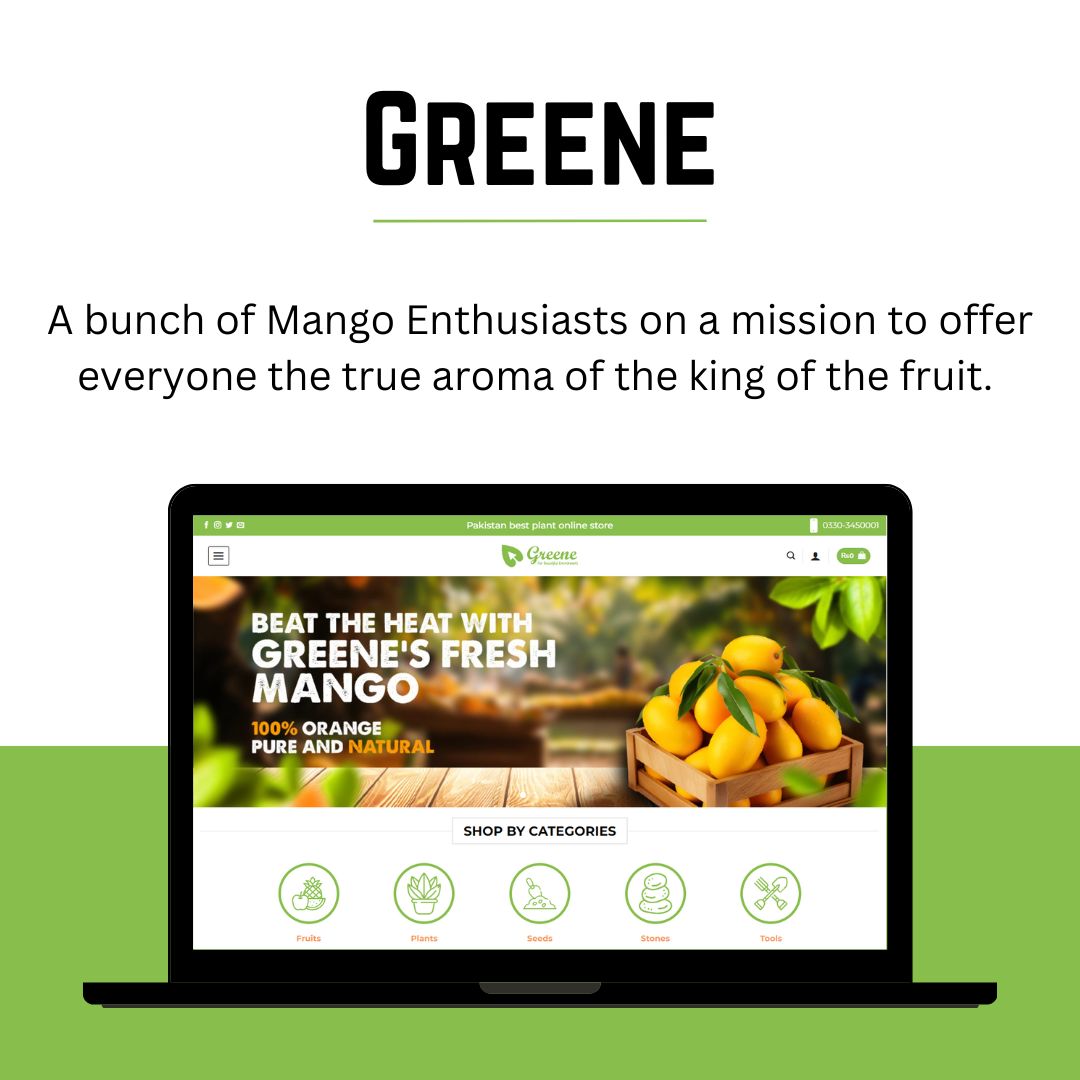 GREENE
A bunch of Mango Enthusiasts on a mission to offer
everyone the true aroma of the king of the fruit.
Pakistan best plant online store
0330-3450001
Greene
₨0
BEAT THE HEAT WITH
GREENE'S FRESH
MANGO
100% ORANGE
PURE AND NATURAL
SHOP BY CATEGORIES
Fruits
Plants
Seeds
Stones
Tools